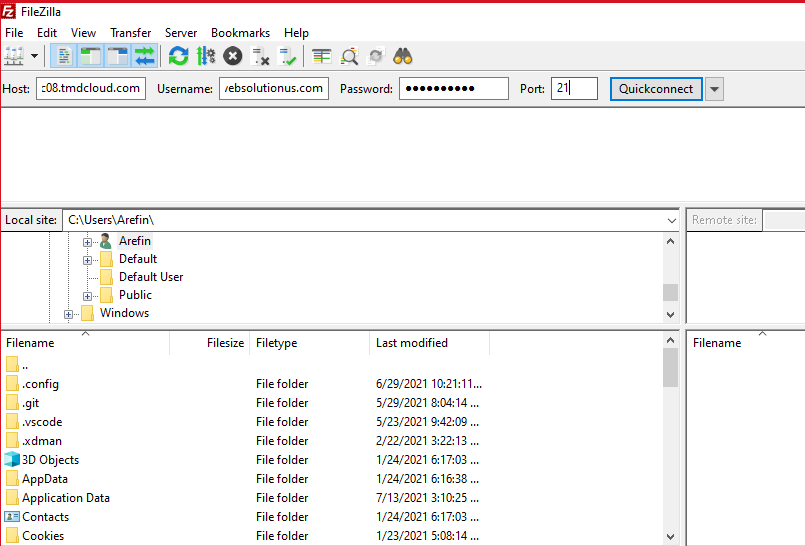 FileZilla
File Edit View Transfer Server Bookmarks Help
Host: c08.tmdcloud.com Username: websolutionus.com Password: ●●●●●●●●●● Port: 21 Quickconnect
Local site: C:\Users\Arefin\ Remote site:
Arefin
Default
Default User
Public
Windows
Filename Filesize Filetype Last modified Filename
..
.config File folder 6/29/2021 10:21:11...
.git File folder 5/29/2021 8:04:14 ...
.vscode File folder 5/23/2021 9:42:09 ...
.xdman File folder 2/22/2021 3:22:13 ...
3D Objects File folder 1/24/2021 6:17:03 ...
AppData File folder 1/24/2021 6:16:38 ...
Application Data File folder 7/13/2021 3:10:25 ...
Contacts File folder 1/24/2021 6:17:03 ...
Cookies File folder 1/23/2021 5:08:14 ...